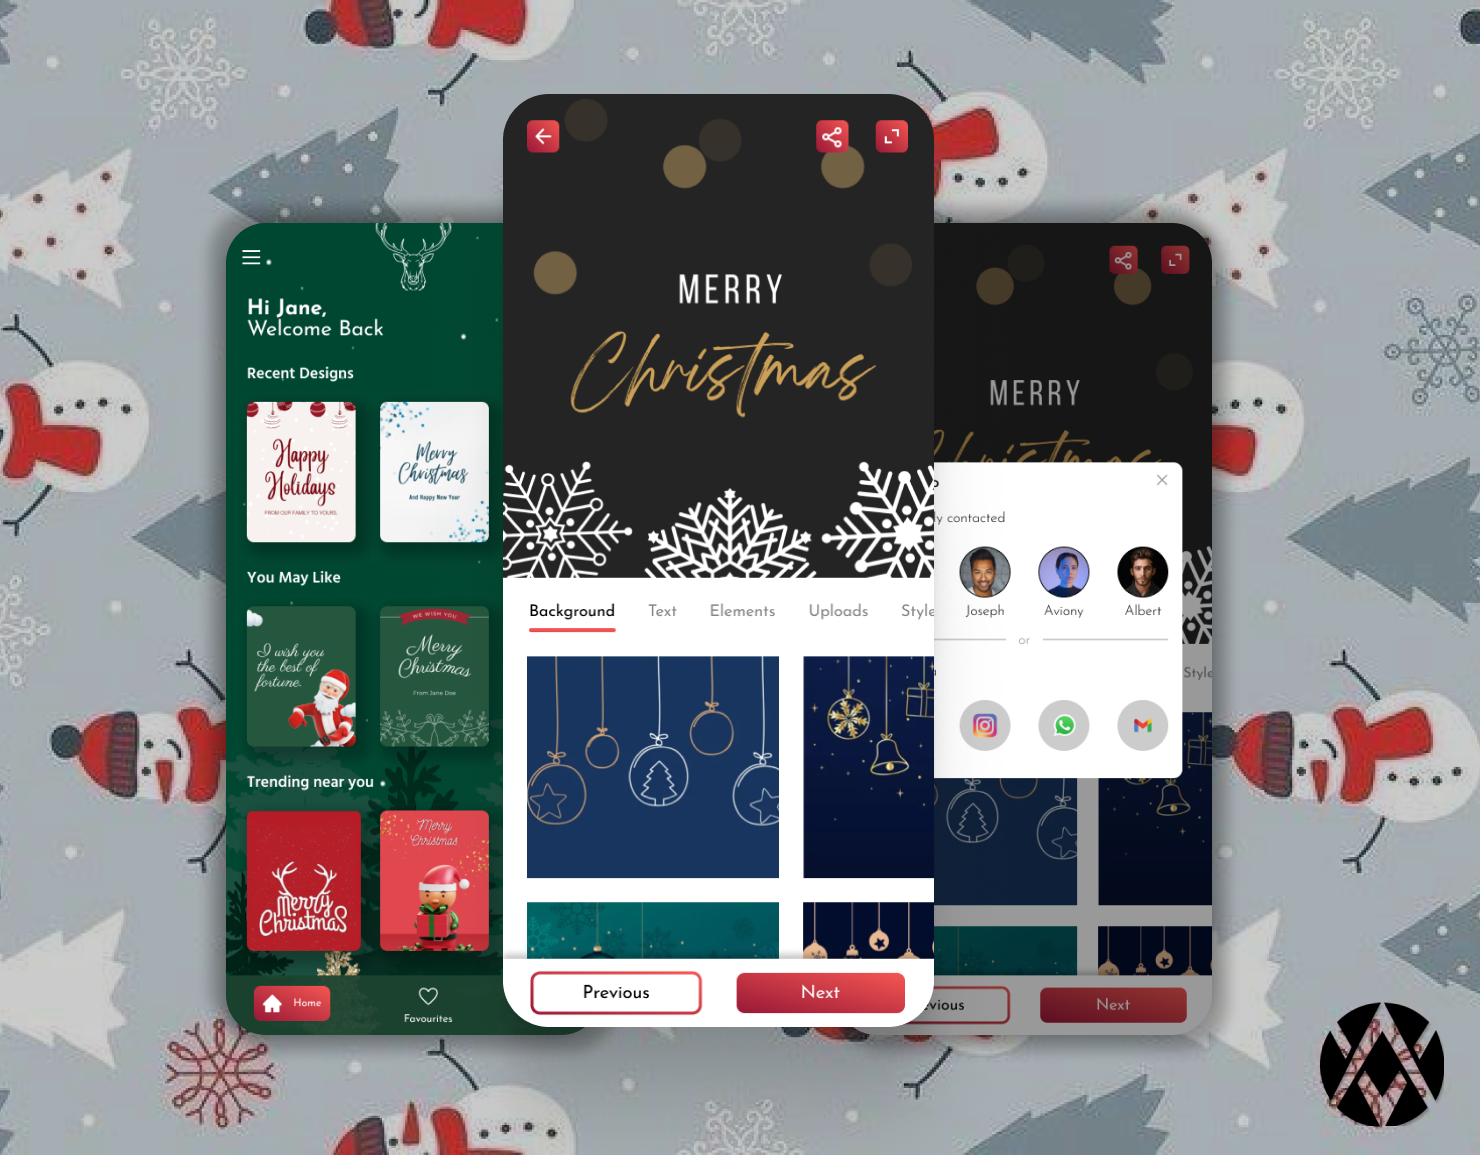 Hi Jane,
Welcome Back
Recent Designs
Happy
Holidays
FROM OUR FAMILY TO YOURS
Merry
Christmas
And Happy New Year
You May Like
I wish you
the best of
fortune.
WE WISH YOU
Merry
Christmas
From Jane Doe
Trending near you
Merry
Christmas
Merry
Christmas
Home
Favourites
MERRY
Christmas
Background Text Elements Uploads Style
Previous Next
MERRY
Christmas
y contacted
Joseph Aviony Albert
or
Style
vious Next